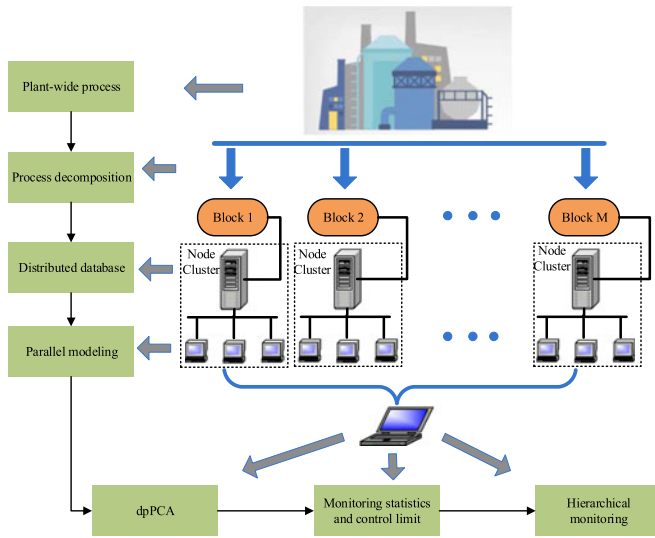 Plant-wide process
Process decomposition
Block 1
Block 2
Block M
Node
Cluster
Node
Cluster
Node
Cluster
Distributed database
Parallel modeling
dpPCA
Monitoring statistics
and control limit
Hierarchical
monitoring